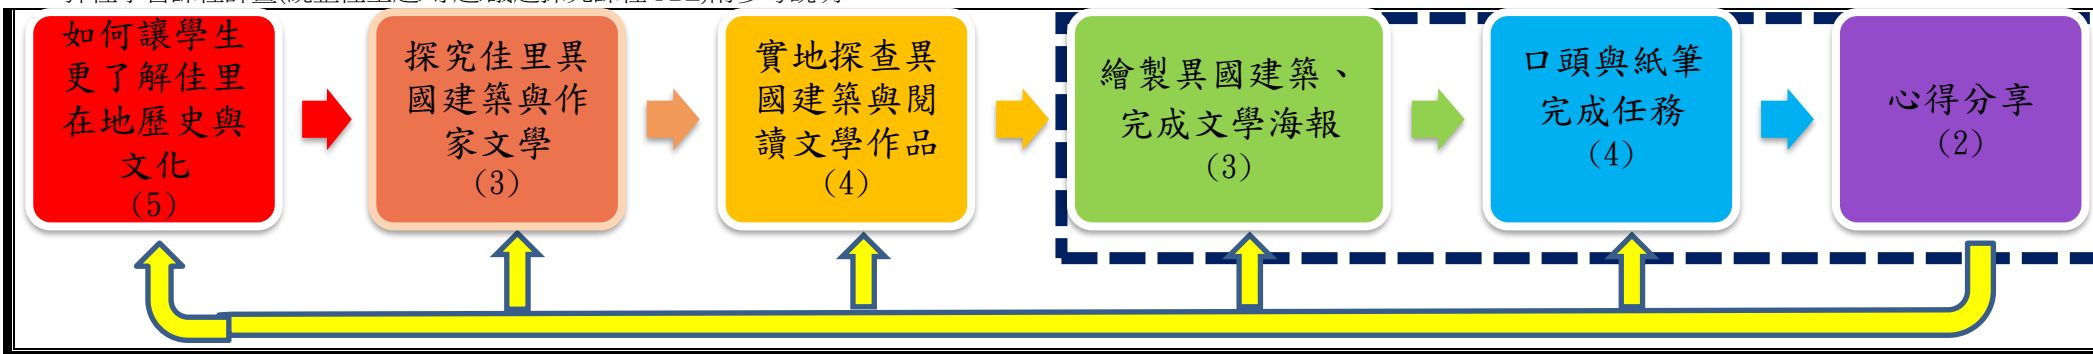 如何讓學生
更了解佳里
在地歷史與
文化
(5)
探究佳里異
國建築與作
家文學
(3)
實地探查異
國建築與閱
讀文學作品
(4)
繪製異國建築、
完成文學海報
(3)
口頭與紙筆
完成任務
(4)
心得分享
(2)